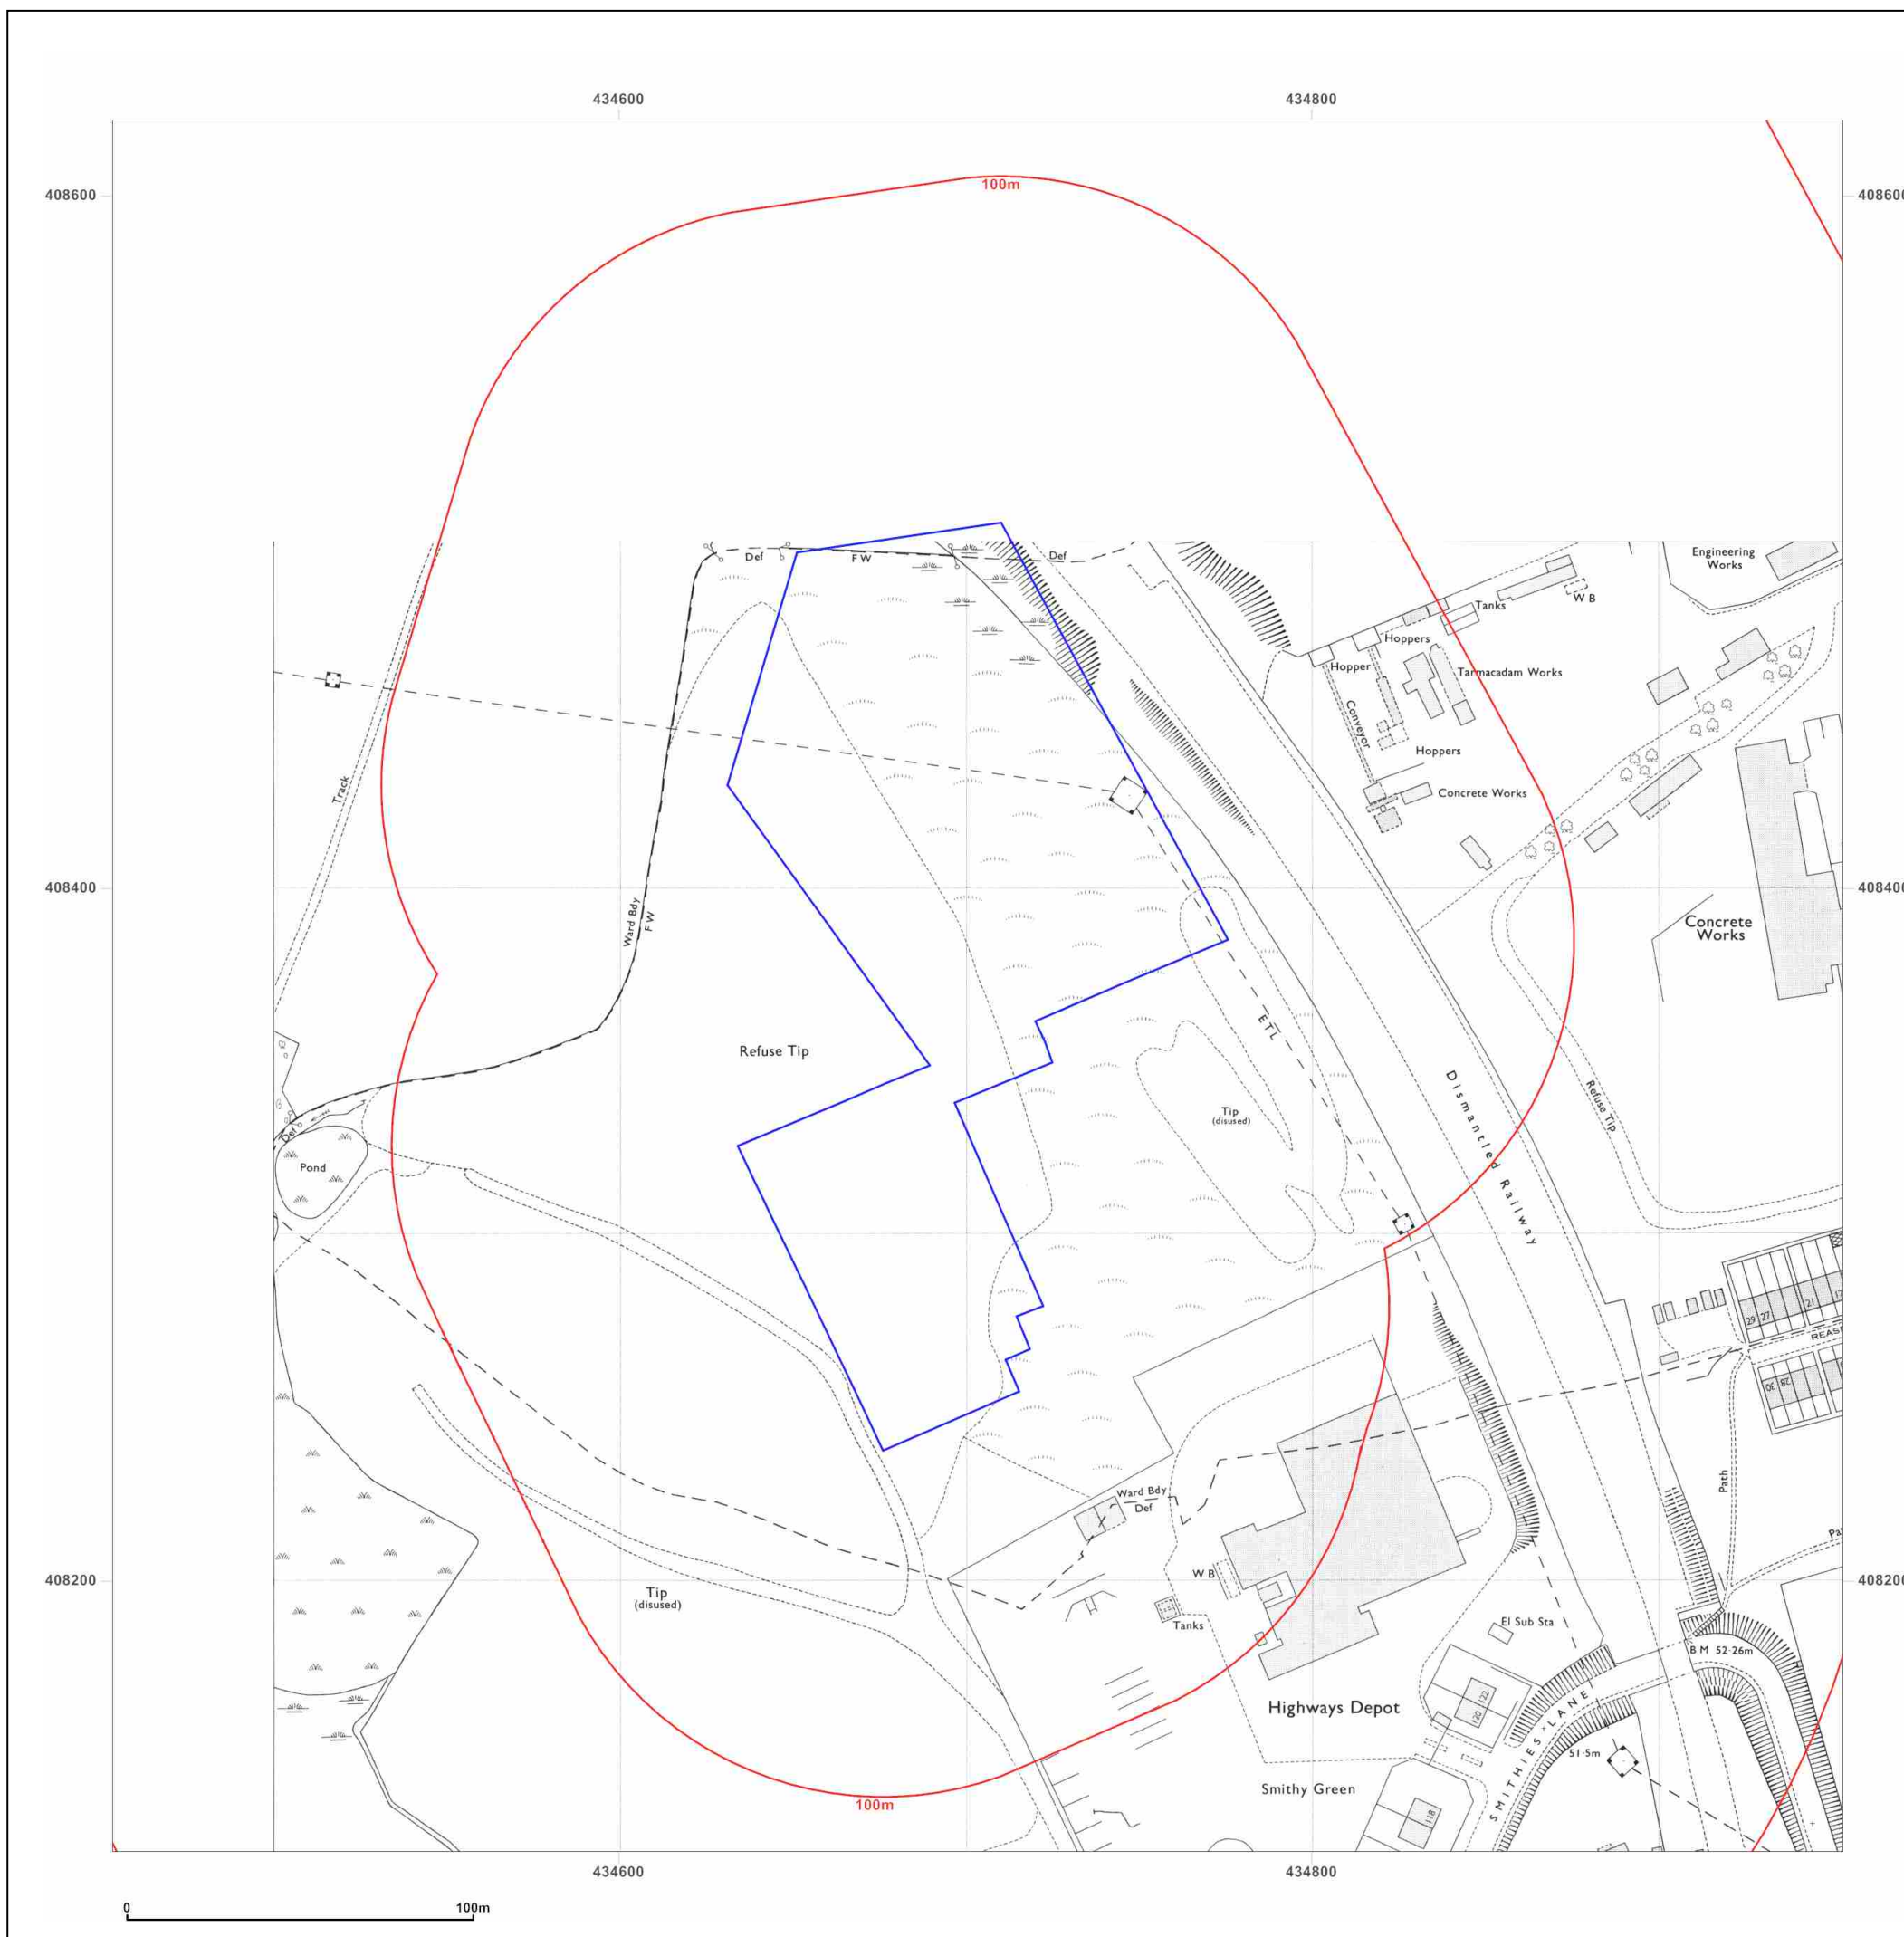 434600
434800
408600
408600
100m
Def
F W
Def
Engineering
Works
Tanks
W B
Hoppers
Hopper
Tarmacadam Works
Conveyor
Hoppers
Track
Concrete Works
408400
408400
Ward Bdy
F W
Concrete
Works
ETL
Refuse Tip
Dismantled Railway
Refuse Tip
Tip
(disused)
Def
Pond
29
27
21
17
REAS
30
28
Path
Ward Bdy
Def
W B
408200
408200
Tip
(disused)
Tanks
El Sub Sta
B M 52·26m
Highways Depot
120
122
SMITHIES LANE
51·5m
Smithy Green
118
100m
434600
434800
0
100m